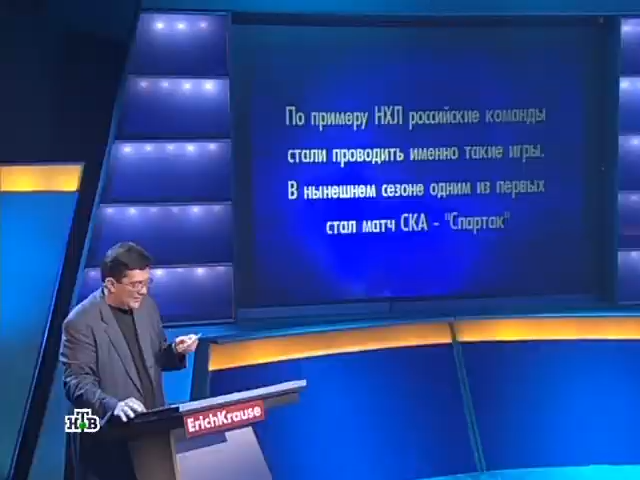 По примеру НХЛ российские команды
стали проводить именно такие игры.
В нынешнем сезоне одним из первых
стал матч СКА - "Спартак"
НТВ
ErichKrause